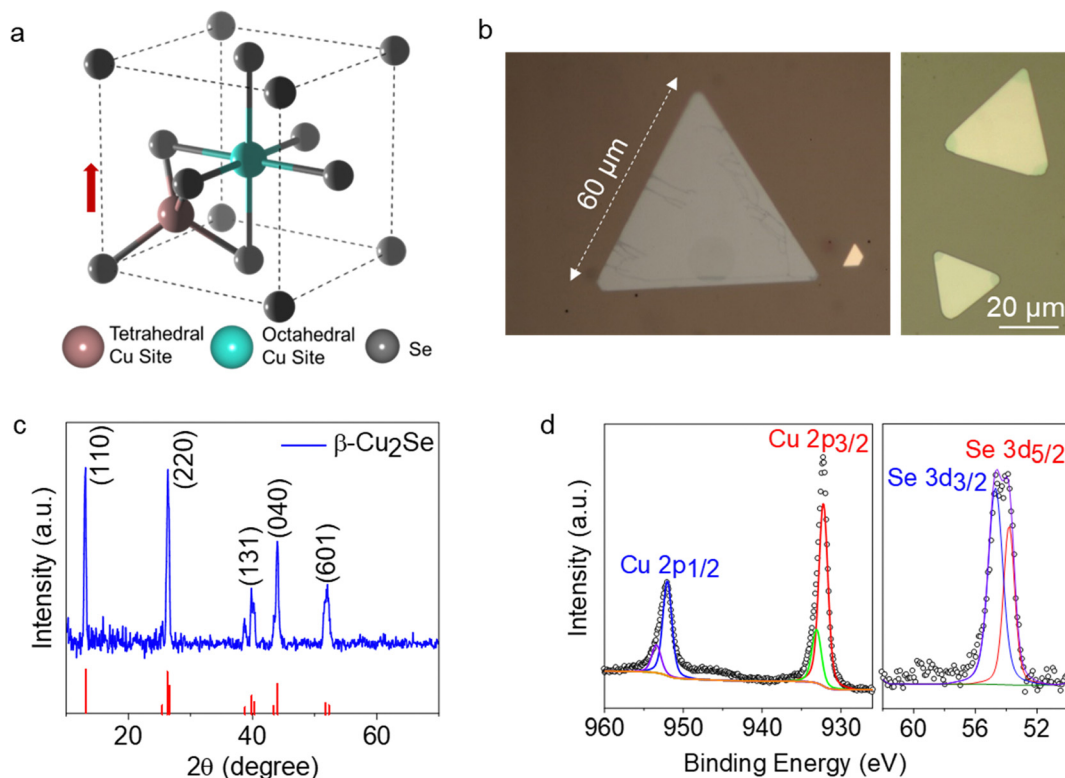 a
Tetrahedral
Cu Site
Octahedral
Cu Site
Se
b
60 μm
20 μm
c
β-Cu₂Se
(110)
(220)
(131)
(040)
(601)
Intensity (a.u.)
20
40
60
2θ (degree)
d
Cu 2p3/2
Cu 2p1/2
Se 3d5/2
Se 3d3/2
Intensity (a.u.)
960
950
940
930
60
56
52
Binding Energy (eV)